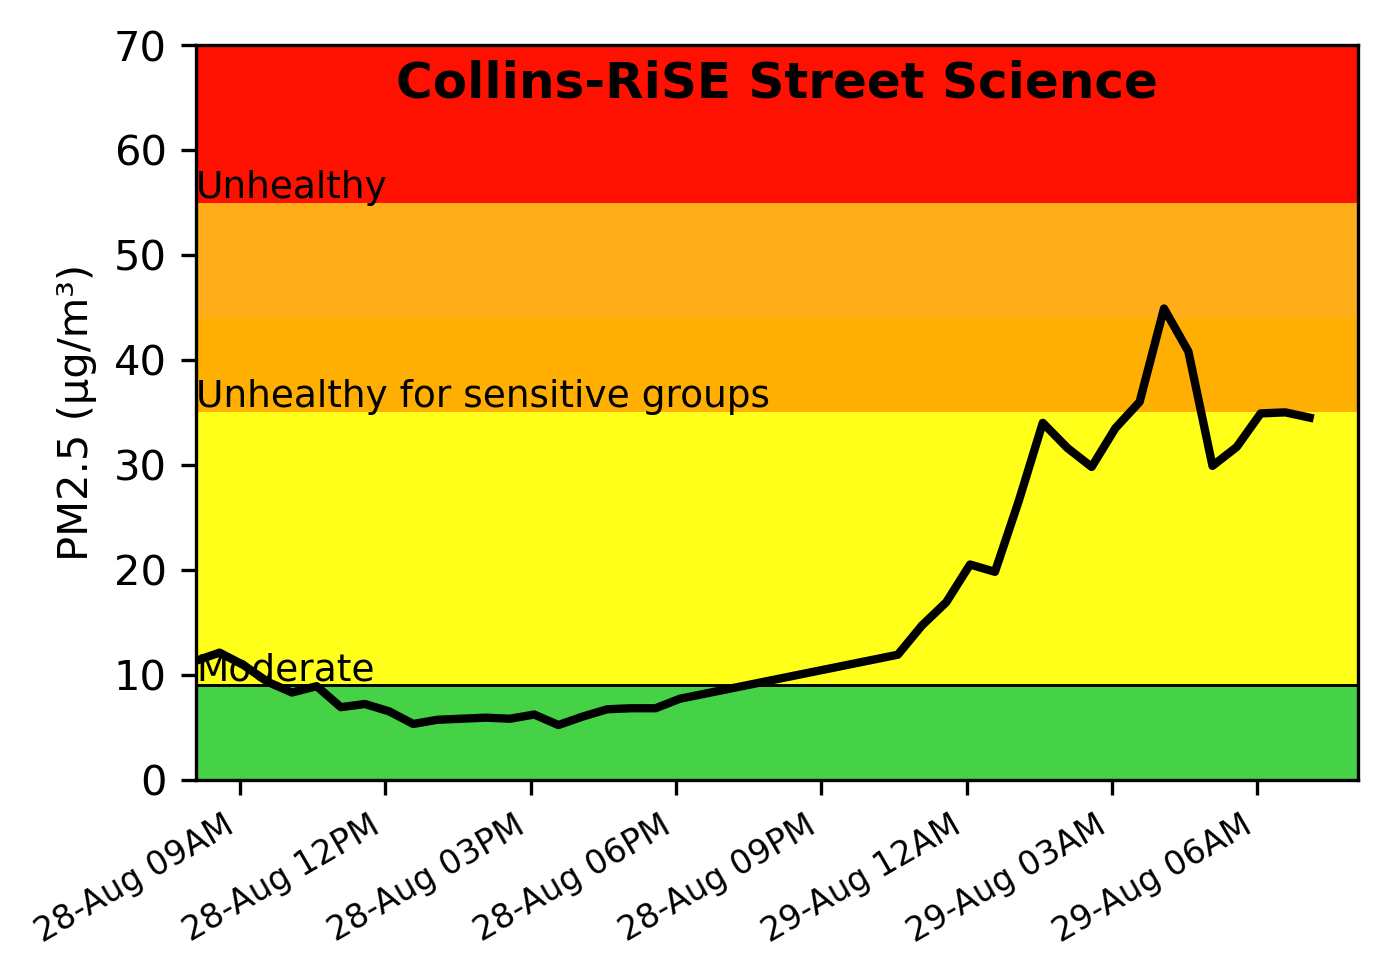 Collins-RiSE Street Science
PM2.5 (µg/m³)
70
60
50
40
30
20
10
0
Unhealthy
Unhealthy for sensitive groups
Moderate
28-Aug 09AM
28-Aug 12PM
28-Aug 03PM
28-Aug 06PM
28-Aug 09PM
29-Aug 12AM
29-Aug 03AM
29-Aug 06AM